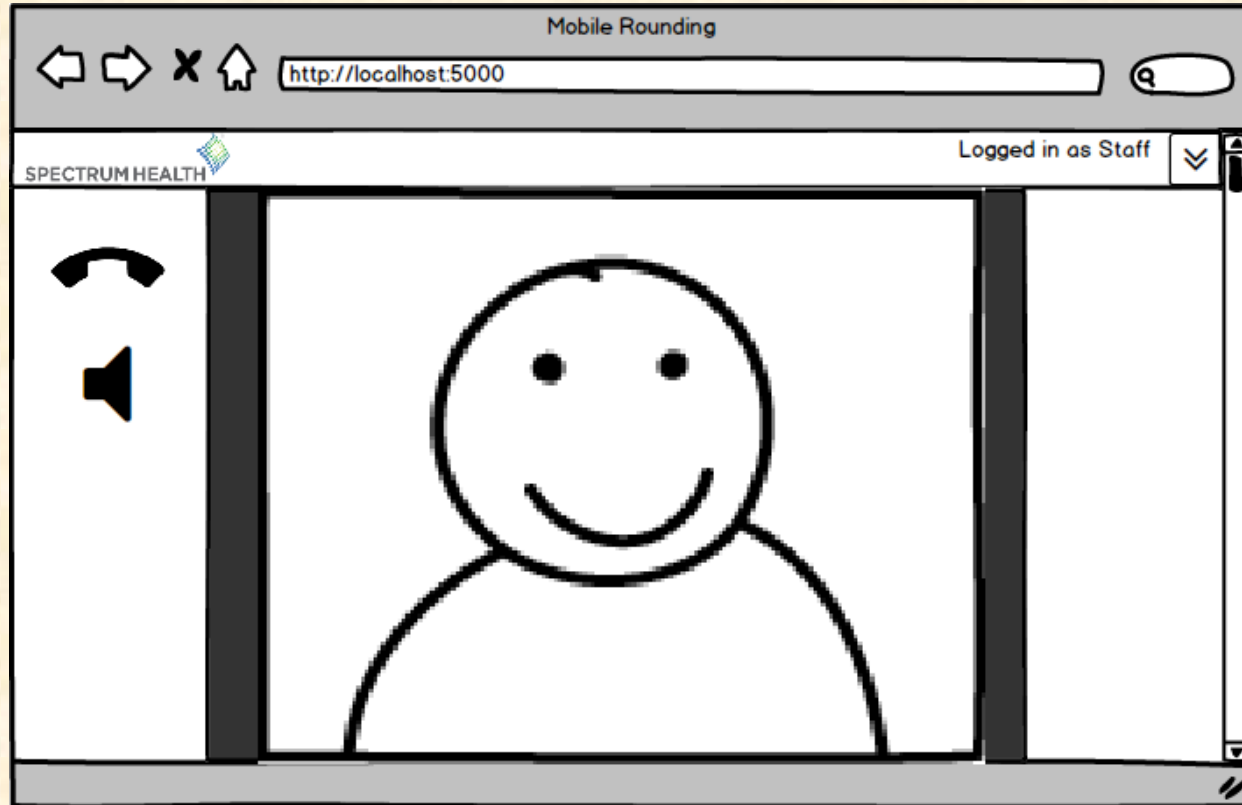 Mobile Rounding
http://localhost:5000
Logged in as Staff
SPECTRUM HEALTH